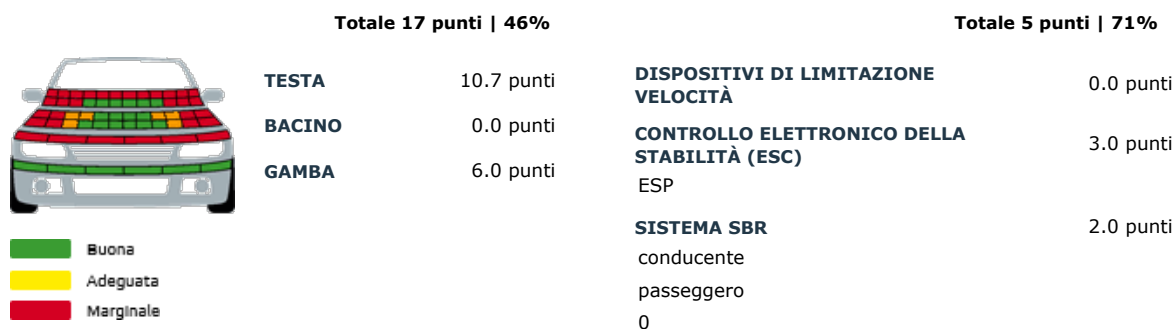 Totale 17 punti | 46%
TESTA 10.7 punti
BACINO 0.0 punti
GAMBA 6.0 punti
Buona
Adeguata
Marginale
Totale 5 punti | 71%
DISPOSITIVI DI LIMITAZIONE
VELOCITÀ 0.0 punti
CONTROLLO ELETTRONICO DELLA
STABILITÀ (ESC) 3.0 punti
ESP
SISTEMA SBR 2.0 punti
conducente
passeggero
0